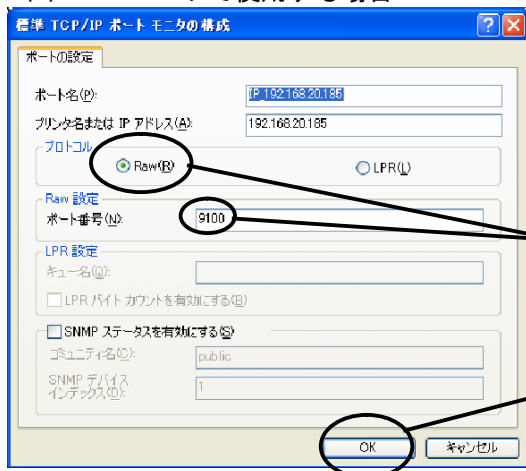 標準 TCP/IP ポート モニタの構成
ポートの設定
ポート名(P):
IP_192.168.20.185
プリンタ名または IP アドレス(A):
192.168.20.185
プロトコル
Raw(R)
LPR(L)
Raw 設定
ポート番号(N):
9100
LPR 設定
キュー名(Q):
LPR バイト カウントを有効にする(B)
SNMP ステータスを有効にする(S)
コミュニティ名(C):
public
SNMP デバイス
インデックス(D):
1
OK
キャンセル